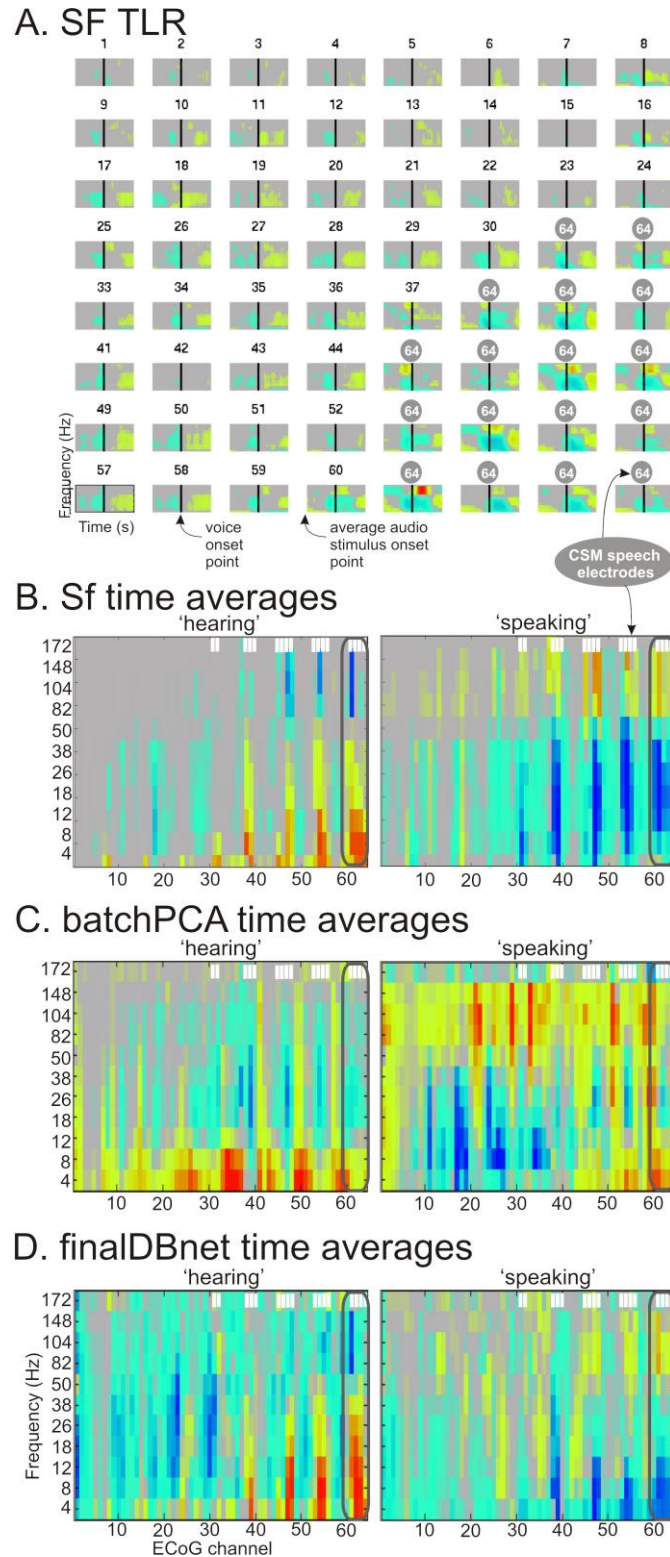 A. SF TLR
1 2 3 4 5 6 7 8
9 10 11 12 13 14 15 16
17 18 19 20 21 22 23 24
25 26 27 28 29 30 64 64
33 34 35 36 37 64 64 64
41 42 43 44 64 64 64 64
49 50 51 52 64 64 64 64
57 58 59 60 64 64 64 64
Frequency (Hz)
Time (s)
voice
onset
point
average audio
stimulus onset
point
CSM speech
electrodes
B. Sf time averages
'hearing' 'speaking'
172
148
104
82
50
38
26
18
12
8
4
10 20 30 40 50 60 10 20 30 40 50 60
C. batchPCA time averages
'hearing' 'speaking'
172
148
104
82
50
38
26
18
12
8
4
10 20 30 40 50 60 10 20 30 40 50 60
D. finalDBnet time averages
'hearing' 'speaking'
Frequency (Hz)
172
148
104
82
50
38
26
18
12
8
4
10 20 30 40 50 60 10 20 30 40 50 60
ECoG channel